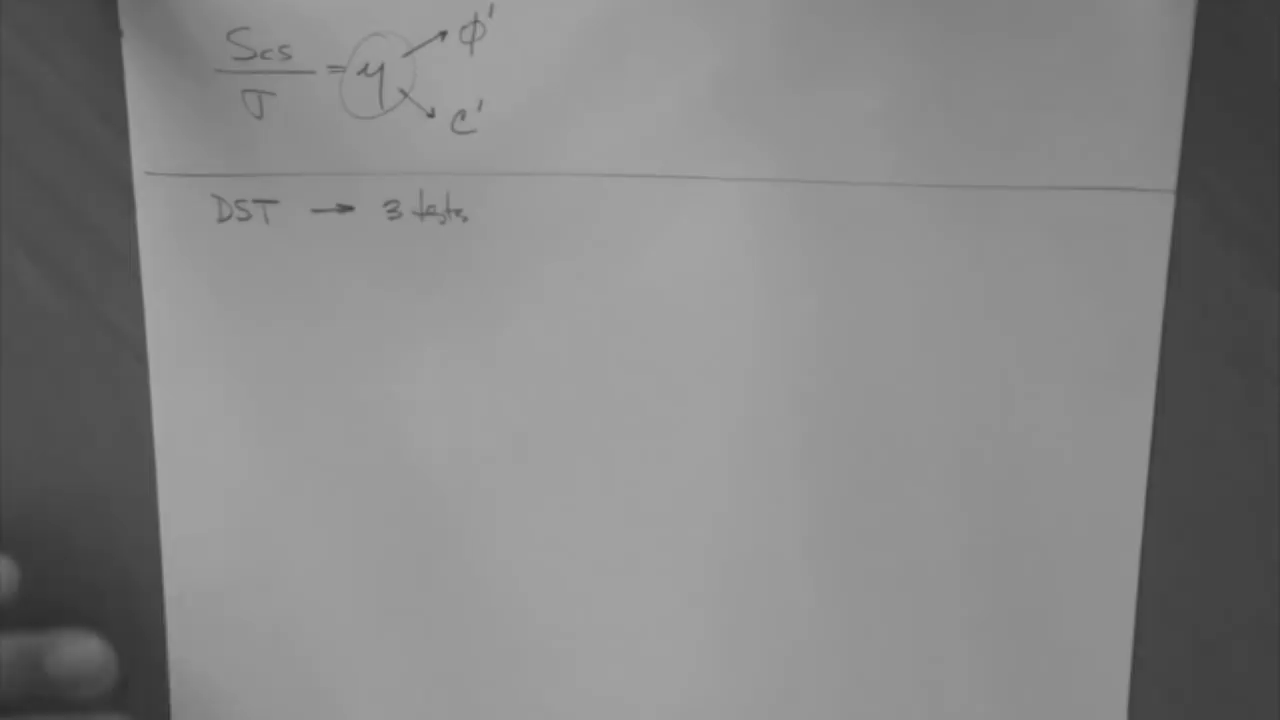 Scs/σ = y → φ'
→ c'
DST → 3 tests